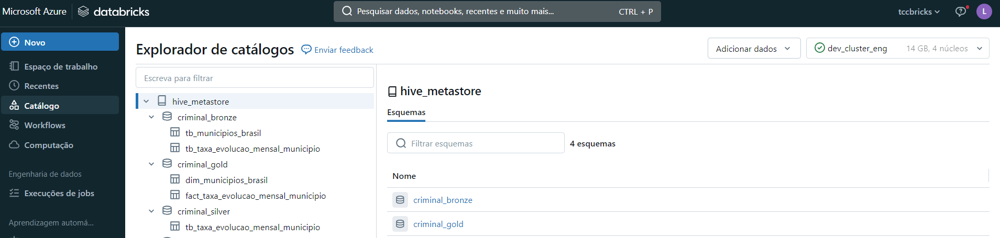 Microsoft Azure databricks
Pesquisar dados, notebooks, recentes e muito mais... CTRL + P
tccbricks
L
Novo
Espaço de trabalho
Recentes
Catálogo
Workflows
Computação
Engenharia de dados
Execuções de jobs
Aprendizagem automá...
Explorador de catálogos Enviar feedback
Adicionar dados
dev_cluster_eng 14 GB, 4 núcleos
Escreva para filtrar
hive_metastore
criminal_bronze
tb_municipios_brasil
tb_taxa_evolucao_mensal_municipio
criminal_gold
dim_municipios_brasil
fact_taxa_evolucao_mensal_municipio
criminal_silver
tb_taxa_evolucao_mensal_municipio
hive_metastore
Esquemas
Filtrar esquemas 4 esquemas
Nome
criminal_bronze
criminal_gold